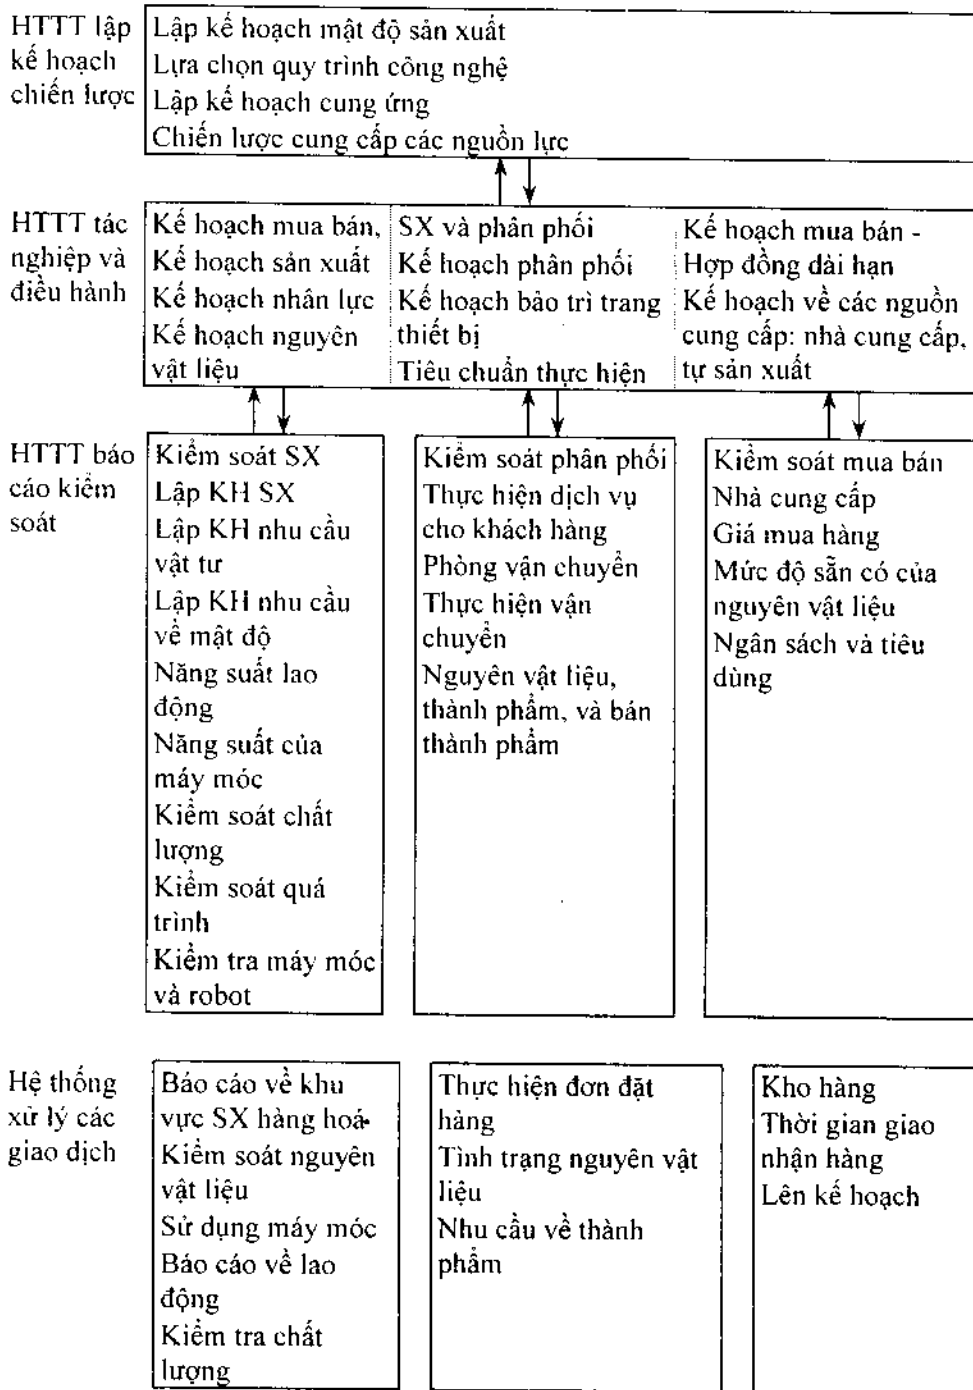 HTTT lập
kế hoạch
chiến lược
Lập kế hoạch mật độ sản xuất
Lựa chọn quy trình công nghệ
Lập kế hoạch cung ứng
Chiến lược cung cấp các nguồn lực
HTTT tác
nghiệp và
điều hành
Kế hoạch mua bán,
Kế hoạch sản xuất
Kế hoạch nhân lực
Kế hoạch nguyên
vật liệu
SX và phân phối
Kế hoạch phân phối
Kế hoạch bảo trì trang
thiết bị
Tiêu chuẩn thực hiện
Kế hoạch mua bán -
Hợp đồng dài hạn
Kế hoạch về các nguồn
cung cấp: nhà cung cấp,
tự sản xuất
HTTT báo
cáo kiểm
soát
Kiểm soát SX
Lập KH SX
Lập KH nhu cầu
vật tư
Lập KH nhu cầu
về mật độ
Năng suất lao
động
Năng suất của
máy móc
Kiểm soát chất
lượng
Kiểm soát quá
trình
Kiểm tra máy móc
và robot
Kiểm soát phân phối
Thực hiện dịch vụ
cho khách hàng
Phòng vận chuyển
Thực hiện vận
chuyển
Nguyên vật liệu,
thành phẩm, và bán
thành phẩm
Kiểm soát mua bán
Nhà cung cấp
Giá mua hàng
Mức độ sẵn có của
nguyên vật liệu
Ngân sách và tiêu
dùng
Hệ thống
xử lý các
giao dịch
Báo cáo về khu
vực SX hàng hoá
Kiểm soát nguyên
vật liệu
Sử dụng máy móc
Báo cáo về lao
động
Kiểm tra chất
lượng
Thực hiện đơn đặt
hàng
Tình trạng nguyên vật
liệu
Nhu cầu về thành
phẩm
Kho hàng
Thời gian giao
nhận hàng
Lên kế hoạch